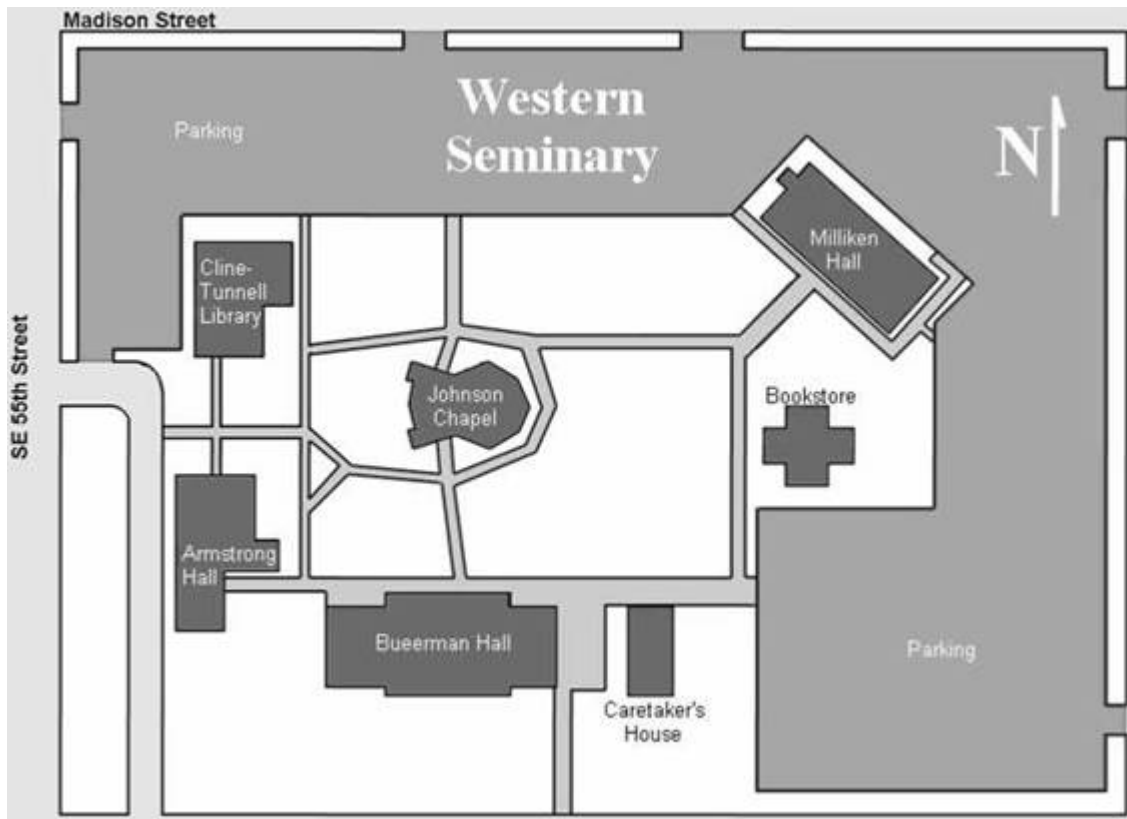 Madison Street
Western
Seminary
Parking
N
Milliken
Hall
Cline-
Tunnell
Library
SE 55th Street
Johnson
Chapel
Bookstore
Armstrong
Hall
Bueerman Hall
Parking
Caretaker's
House